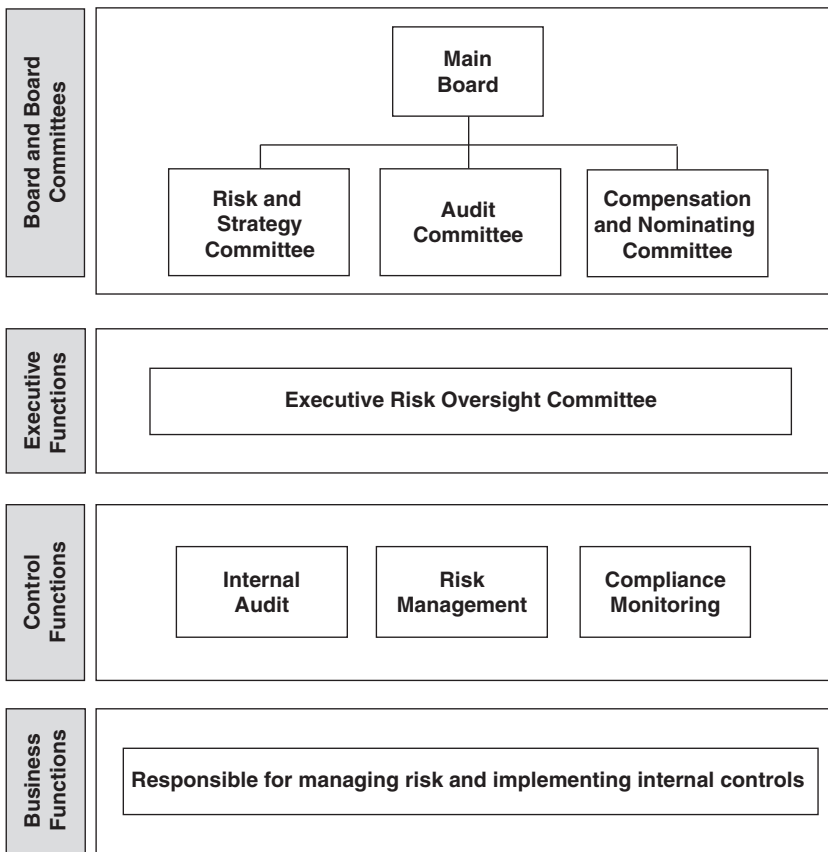 Board and Board
Committees
Main
Board
Risk and
Strategy
Committee
Audit
Committee
Compensation
and Nominating
Committee
Executive
Functions
Executive Risk Oversight Committee
Control
Functions
Internal
Audit
Risk
Management
Compliance
Monitoring
Business
Functions
Responsible for managing risk and implementing internal controls